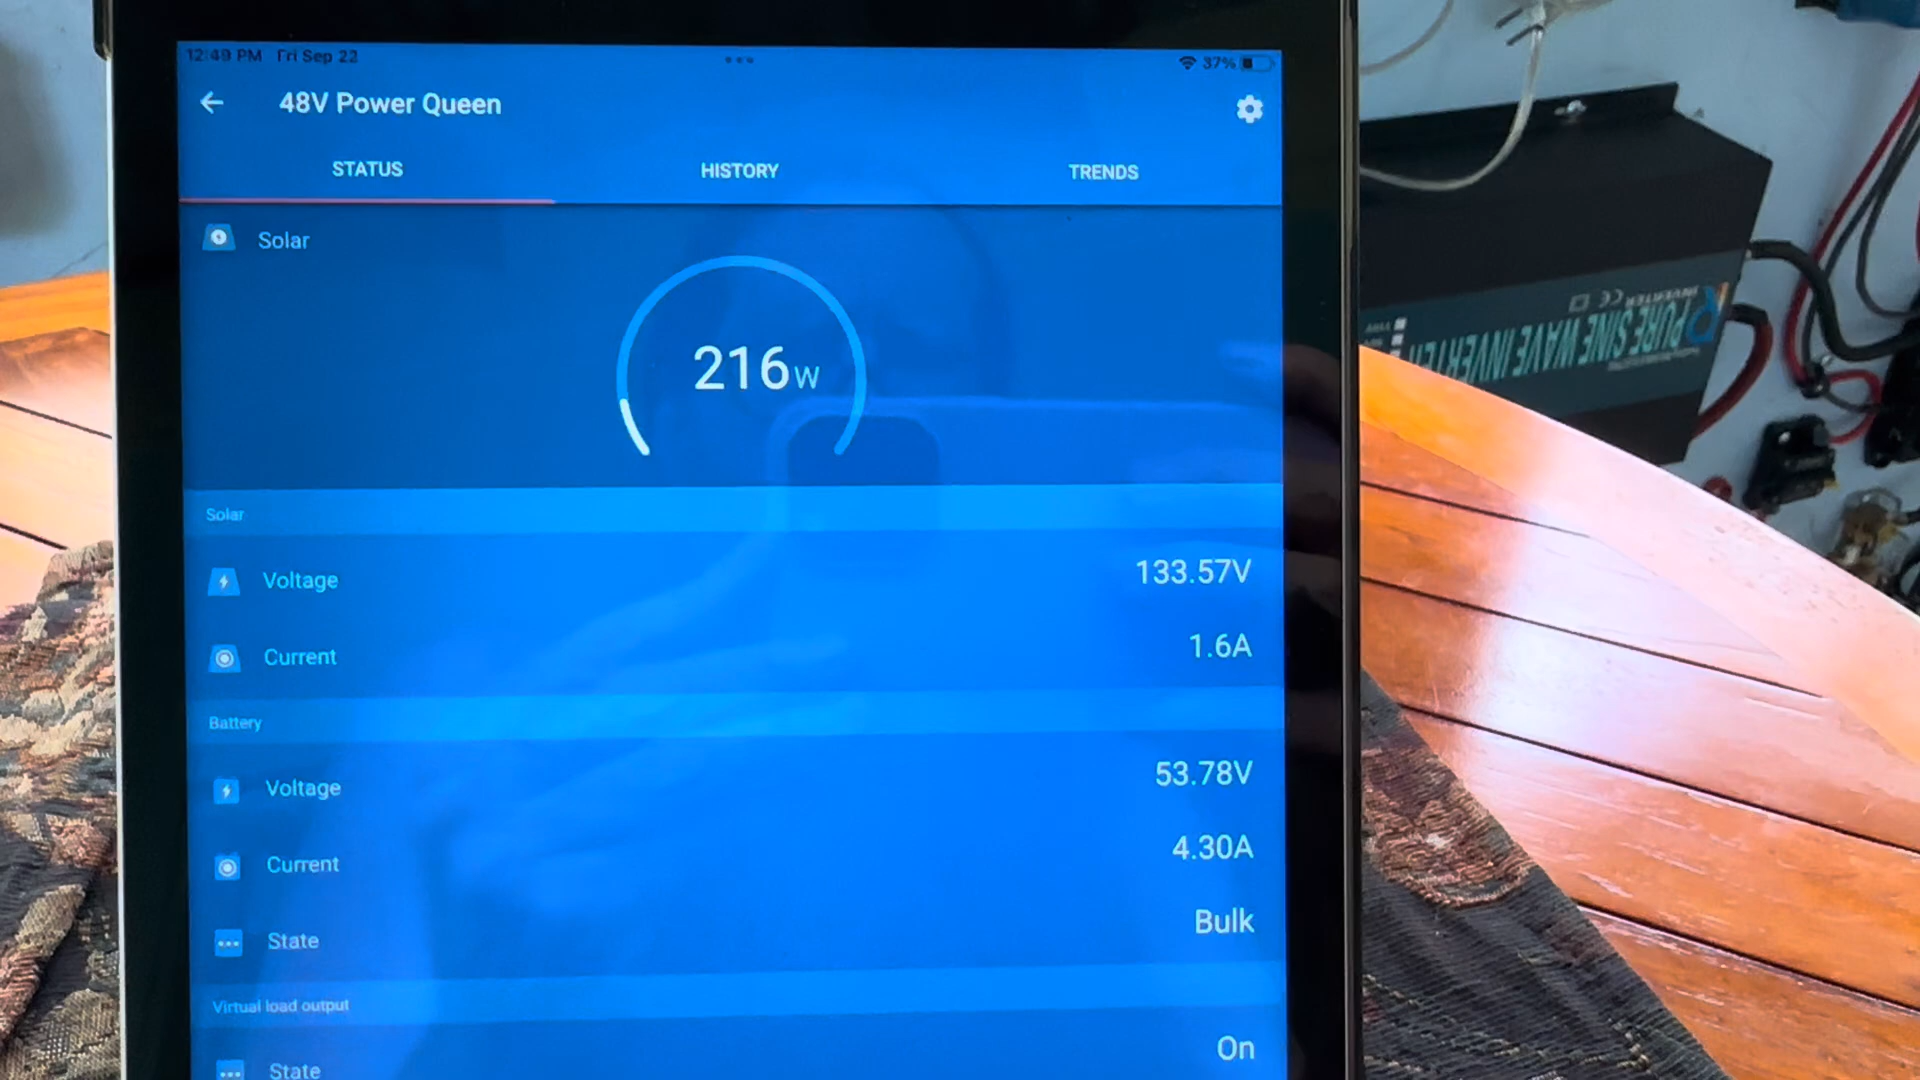 12:49 PM Fri Sep 22
37%
48V Power Queen
STATUS HISTORY TRENDS
Solar
216W
Solar
Voltage 133.57V
Current 1.6A
Battery
Voltage 53.78V
Current 4.30A
State Bulk
Virtual load output
State On
PURE SINE WAVE INVERTER
INVERTER